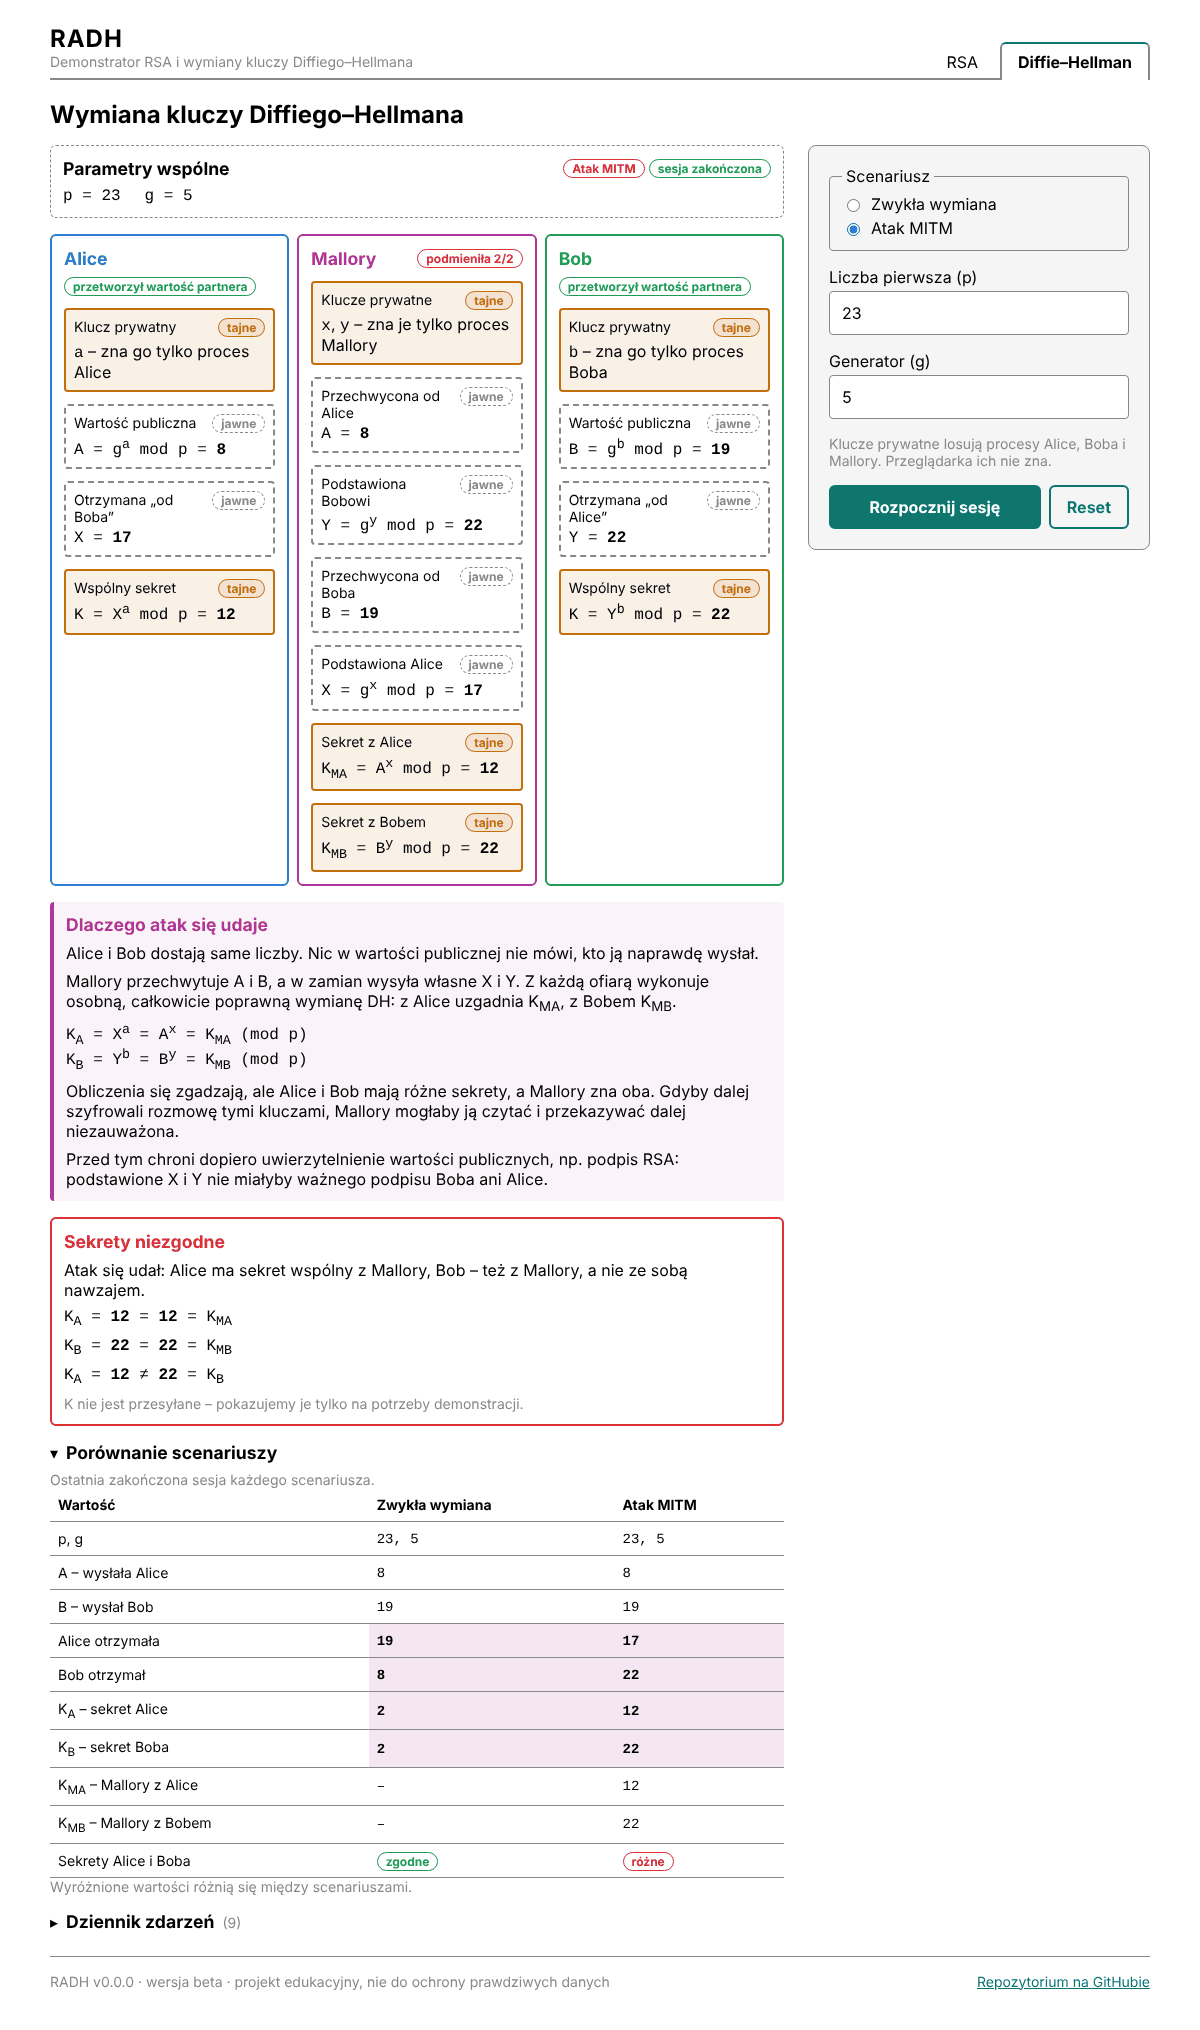 RADH
Demonstrator RSA i wymiany kluczy Diffiego–Hellmana
RSA
Diffie–Hellman
Wymiana kluczy Diffiego–Hellmana
Parametry wspólne
Atak MITM
sesja zakończona
p = 23 g = 5
Alice
przetworzył wartość partnera
Klucz prywatny
tajne
a – zna go tylko proces
Alice
Wartość publiczna
jawne
A = g^a mod p = 8
Otrzymana „od
Boba”
jawne
X = 17
Wspólny sekret
tajne
K = X^a mod p = 12
Mallory
podmieniła 2/2
Klucze prywatne
tajne
x, y – zna je tylko proces
Mallory
Przechwycona od
Alice
jawne
A = 8
Podstawiona
Bobowi
jawne
Y = g^y mod p = 22
Przechwycona od
Boba
jawne
B = 19
Podstawiona Alice
jawne
X = g^x mod p = 17
Sekret z Alice
tajne
K_MA = A^x mod p = 12
Sekret z Bobem
tajne
K_MB = B^y mod p = 22
Bob
przetworzył wartość partnera
Klucz prywatny
tajne
b – zna go tylko proces
Boba
Wartość publiczna
jawne
B = g^b mod p = 19
Otrzymana „od
Alice”
jawne
Y = 22
Wspólny sekret
tajne
K = Y^b mod p = 22
Scenariusz
Zwykła wymiana
Atak MITM
Liczba pierwsza (p)
23
Generator (g)
5
Klucze prywatne losują procesy Alice, Boba i
Mallory. Przeglądarka ich nie zna.
Rozpocznij sesję
Reset
Dlaczego atak się udaje
Alice i Bob dostają same liczby. Nic w wartości publicznej nie mówi, kto ją naprawdę wysłał.
Mallory przechwytuje A i B, a w zamian wysyła własne X i Y. Z każdą ofiarą wykonuje
osobną, całkowicie poprawną wymianę DH: z Alice uzgadnia K_MA, z Bobem K_MB.
K_A = X^a = A^x = K_MA (mod p)
K_B = Y^b = B^y = K_MB (mod p)
Obliczenia się zgadzają, ale Alice i Bob mają różne sekrety, a Mallory zna oba. Gdyby dalej
szyfrowali rozmowę tymi kluczami, Mallory mogłaby ją czytać i przekazywać dalej
niezauważona.
Przed tym chroni dopiero uwierzytelnienie wartości publicznych, np. podpis RSA:
podstawione X i Y nie miałyby ważnego podpisu Boba ani Alice.
Sekrety niezgodne
Atak się udał: Alice ma sekret wspólny z Mallory, Bob – też z Mallory, a nie ze sobą
nawzajem.
K_A = 12 = 12 = K_MA
K_B = 22 = 22 = K_MB
K_A = 12 ≠ 22 = K_B
K nie jest przesyłane – pokazujemy je tylko na potrzeby demonstracji.
▾ Porównanie scenariuszy
Ostatnia zakończona sesja każdego scenariusza.
Wartość Zwykła wymiana Atak MITM
p, g 23, 5 23, 5
A – wysłała Alice 8 8
B – wysłał Bob 19 19
Alice otrzymała 19 17
Bob otrzymał 8 22
K_A – sekret Alice 2 12
K_B – sekret Boba 2 22
K_MA – Mallory z Alice – 12
K_MB – Mallory z Bobem – 22
Sekrety Alice i Boba zgodne różne
Wyróżnione wartości różnią się między scenariuszami.
▸ Dziennik zdarzeń (9)
RADH v0.0.0 · wersja beta · projekt edukacyjny, nie do ochrony prawdziwych danych
Repozytorium na GitHubie